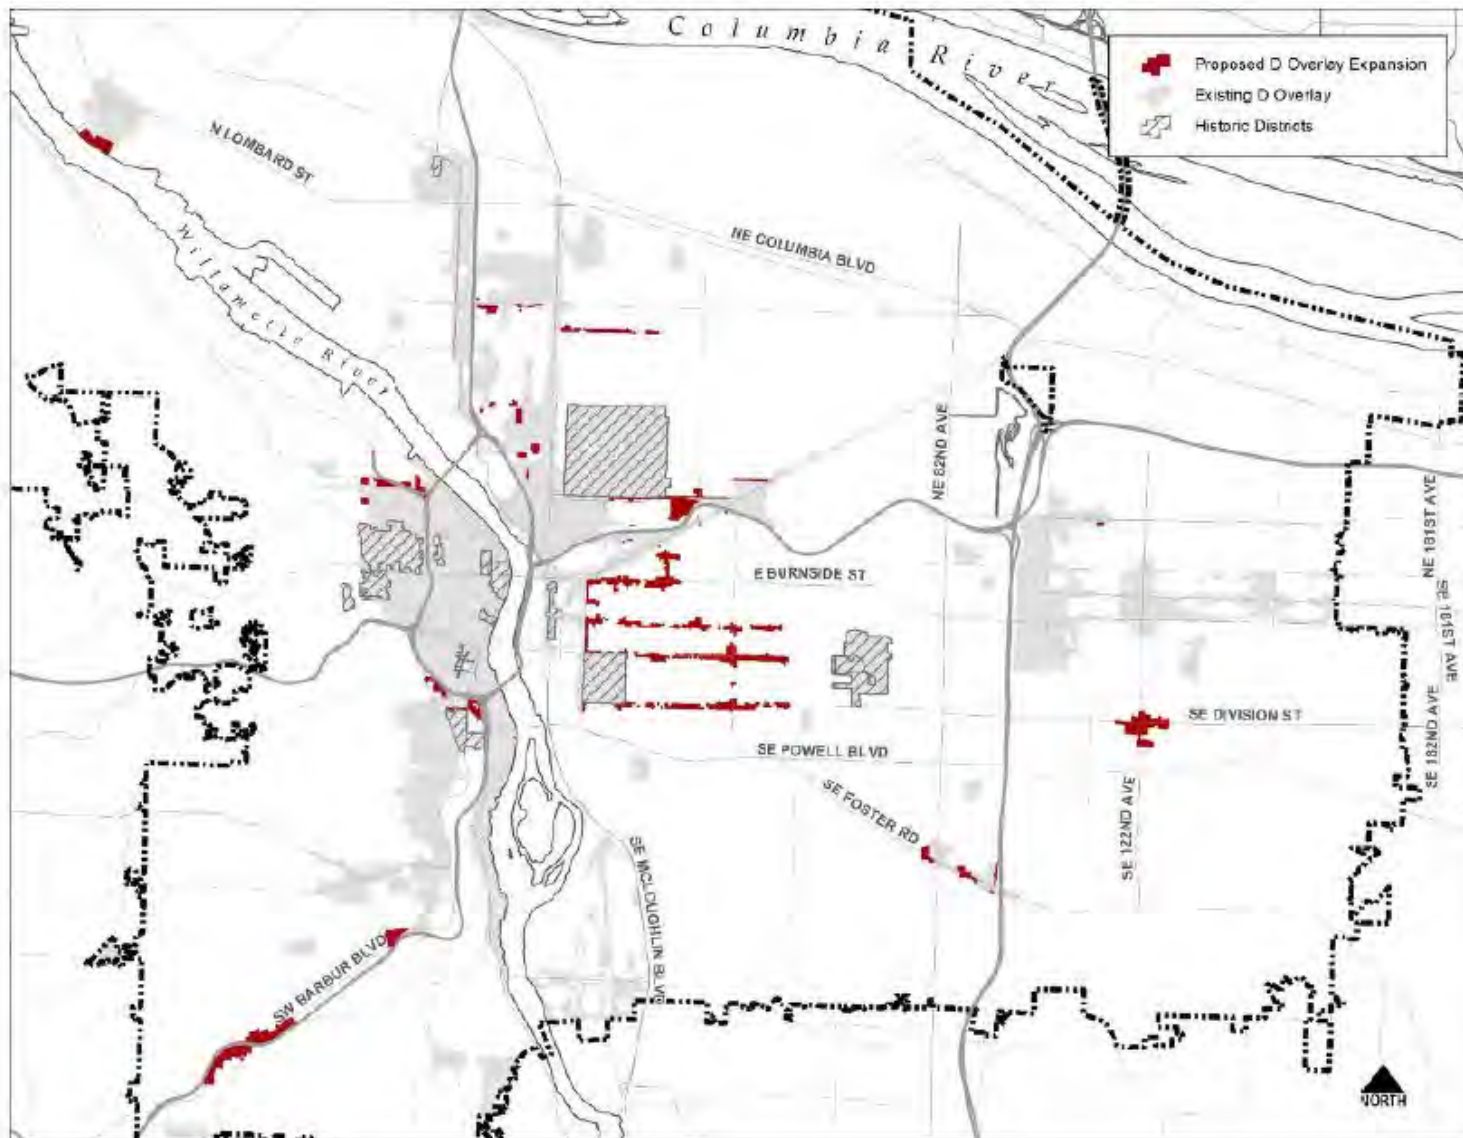 Columbia River
Proposed D Overlay Expansion
Existing D Overlay
Historic Districts
N LOMBARD ST
Willamette River
NE COLUMBIA BLVD
NE 82ND AVE
NE 181ST AVE
E BURNSIDE ST
SE 181ST AVE
SE DIVISION ST
SE 182ND AVE
SE POWELL BLVD
SE FOSTER RD
SE 122ND AVE
SE MCLOUGHLIN BLVD
SW BARBUR BLVD
NORTH